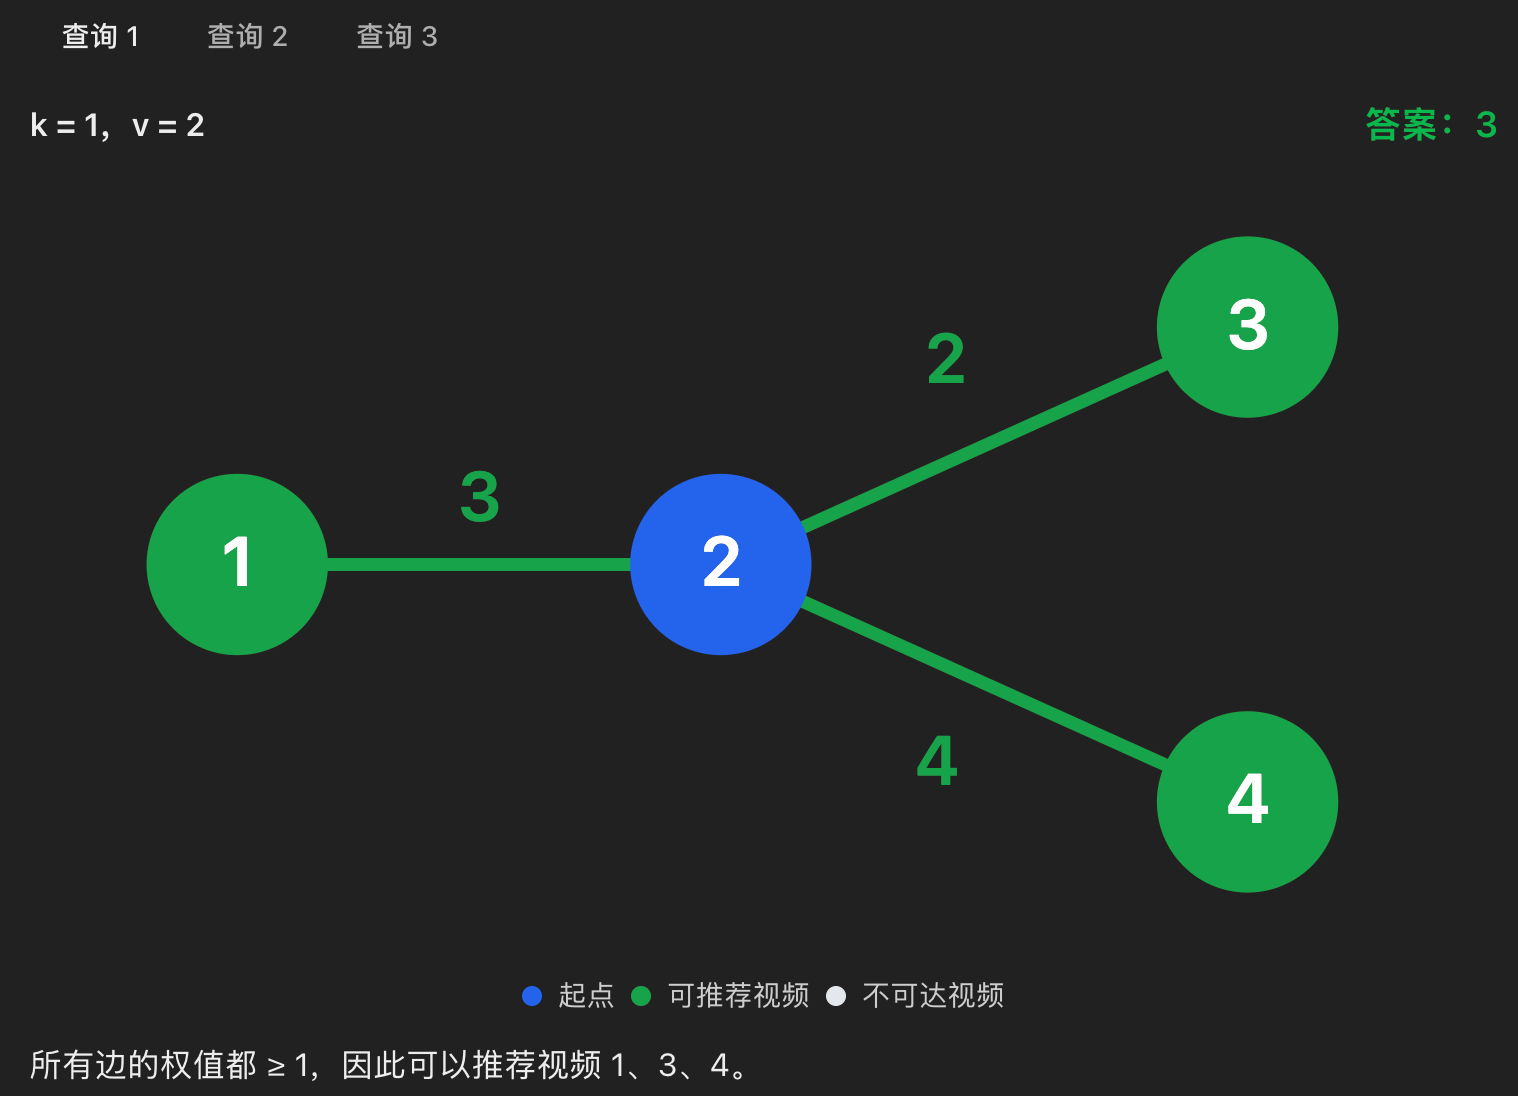 查询 1 查询 2 查询 3
k = 1，v = 2
答案：3
3
2
2
3
1
4
4
起点 可推荐视频 不可达视频
所有边的权值都 ≥ 1，因此可以推荐视频 1、3、4。